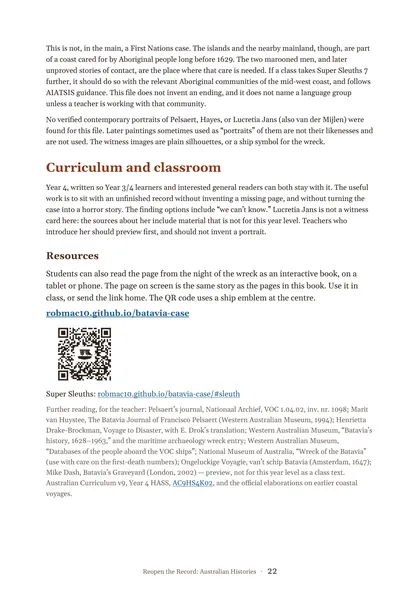 This is not, in the main, a First Nations case. The islands and the nearby mainland, though, are part
of a coast cared for by Aboriginal people long before 1629. The two marooned men, and later
unproved stories of contact, are the place where that care is needed. If a class takes Super Sleuths 7
further, it should do so with the relevant Aboriginal communities of the mid-west coast, and follows
AIATSIS guidance. This file does not invent an ending, and it does not name a language group
unless a teacher is working with that community.
No verified contemporary portraits of Pelsaert, Hayes, or Lucretia Jans (also van der Mijlen) were
found for this file. Later paintings sometimes used as “portraits” of them are not their likenesses and
are not used. The witness images are plain silhouettes, or a ship symbol for the wreck.
Curriculum and classroom
Year 4, written so Year 3/4 learners and interested general readers can both stay with it. The useful
work is to sit with an unfinished record without inventing a missing page, and without turning the
case into a horror story. The finding options include “we can’t know.” Lucretia Jans is not a witness
card here: the sources about her include material that is not for this year level. Teachers who
introduce her should preview first, and should not invent a portrait.
Resources
Students can also read the page from the night of the wreck as an interactive book, on a
tablet or phone. The page on screen is the same story as the pages in this book. Use it in
class, or send the link home. The QR code uses a ship emblem at the centre.
robmac10.github.io/batavia-case
Super Sleuths: robmac10.github.io/batavia-case/#sleuth
Further reading, for the teacher: Pelsaert’s journal, Nationaal Archief, VOC 1.04.02, inv. nr. 1098; Marit
van Huystee, The Batavia Journal of Francisco Pelsaert (Western Australian Museum, 1994); Henrietta
Drake-Brockman, Voyage to Disaster, with E. Drok’s translation; Western Australian Museum, “Batavia’s
history, 1628–1963,” and the maritime archaeology wreck entry; Western Australian Museum,
“Databases of the people aboard the VOC ships”; National Museum of Australia, “Wreck of the Batavia”
(use with care on the first-death numbers); Ongeluckige Voyagie, van’t schip Batavia (Amsterdam, 1647);
Mike Dash, Batavia’s Graveyard (London, 2002) — preview, not for this year level as a class text.
Australian Curriculum v9, Year 4 HASS, AC9HS4K02, and the official elaborations on earlier coastal
voyages.
Reopen the Record: Australian Histories · 22